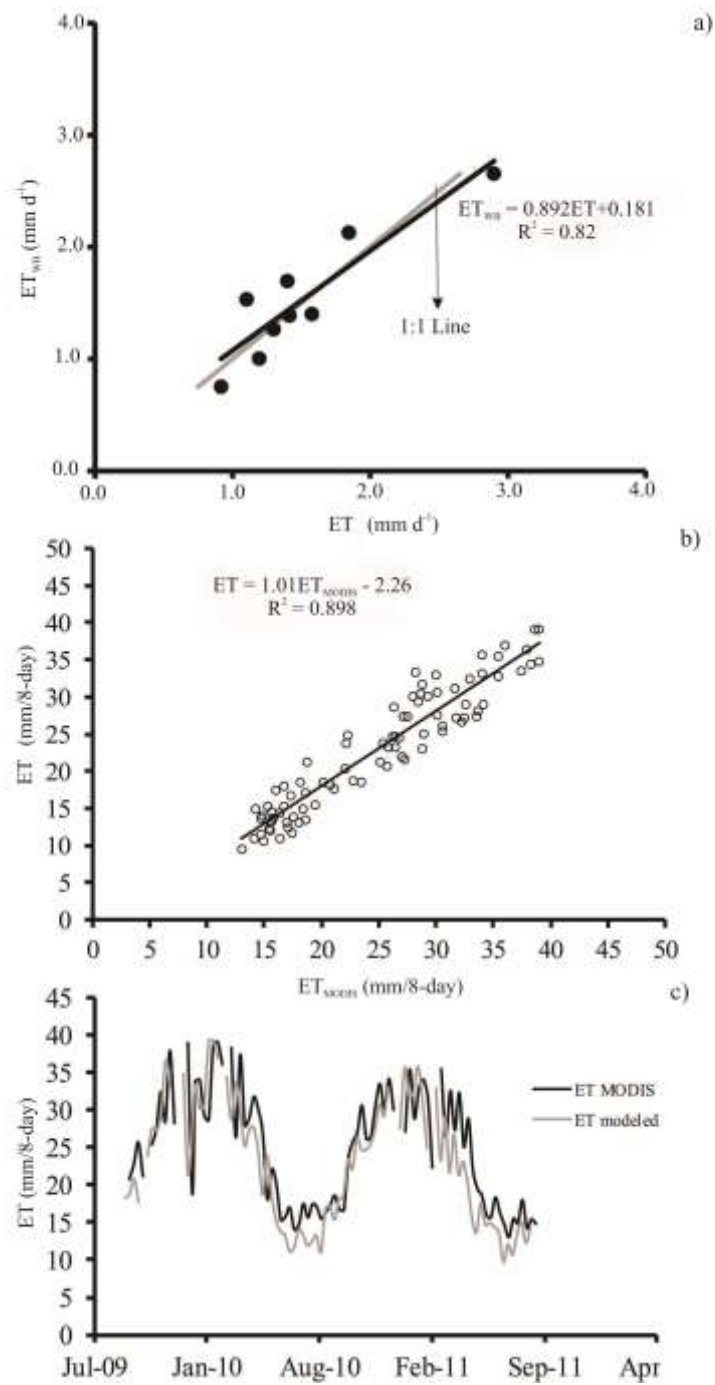 a)
4.0
3.0
2.0
1.0
0.0
ET_WB (mm d⁻¹)
ET_WB = 0.892ET+0.181
R² = 0.82
1:1 Line
0.0 1.0 2.0 3.0 4.0
ET (mm d⁻¹)
b)
50
45
40
35
30
25
20
15
10
5
0
ET (mm/8-day)
ET = 1.01ET_MODIS - 2.26
R² = 0.898
0 5 10 15 20 25 30 35 40 45 50
ET_MODIS (mm/8-day)
c)
45
40
35
30
25
20
15
10
5
0
ET (mm/8-day)
ET MODIS
ET modeled
Jul-09 Jan-10 Aug-10 Feb-11 Sep-11 Apr